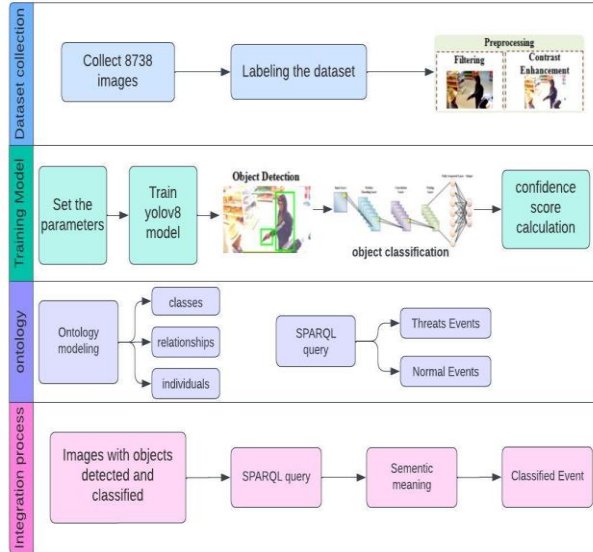 Dataset collection
Collect 8738
images
Labeling the dataset
Preprocessing
Filtering
Contrast
Enhancement
Training Model
Set the
parameters
Train
yolov8
model
Object Detection
object classification
confidence
score
calculation
ontology
Ontology
modeling
classes
relationships
individuals
SPARQL
query
Threats Events
Normal Events
Integration process
Images with objects
detected and
classified
SPARQL query
Sementic
meaning
Classified Event